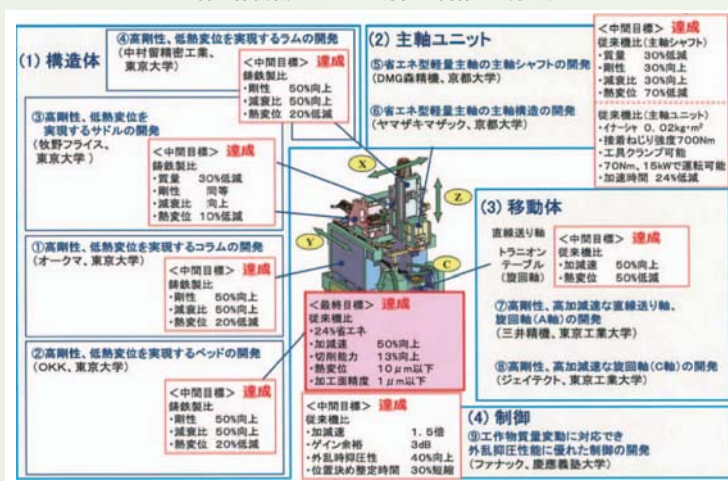 (1) 構造体
④高剛性、低熱変位を実現するラムの開発
(中村留精密工業、
東京大学)
<中間目標> 達成
鋳鉄製比
・剛性 50%向上
・減衰比 50%向上
・熱変位 20%低減
③高剛性、低熱変位を
実現するサドルの開発
(牧野フライス、
東京大学)
<中間目標> 達成
鋳鉄製比
・質量 30%低減
・剛性 同等
・減衰比 向上
・熱変位 10%低減
①高剛性、低熱変位を実現するコラムの開発
(オークマ、東京大学)
<中間目標> 達成
鋳鉄製比
・剛性 50%向上
・減衰比 50%向上
・熱変位 20%低減
②高剛性、低熱変位を実現するベッドの開発
(OKK、東京大学)
<中間目標> 達成
鋳鉄製比
・剛性 50%向上
・減衰比 50%向上
・熱変位 20%低減
(2) 主軸ユニット
⑤省エネ型軽量主軸の主軸シャフトの開発
(DMG森精機、京都大学)
⑥省エネ型軽量主軸の主軸構造の開発
(ヤマザキマザック、京都大学)
<中間目標> 達成
従来機比(主軸シャフト)
・質量 30%低減
・剛性 30%向上
・減衰比 30%向上
・熱変位 70%低減
従来機比(主軸ユニット)
・イナーシャ 0.02kg・m²
・接着ねじり強度700Nm
・工具クランプ可能
・70Nm、15kWで運転可能
・加速時間 24%低減
X
Z
Y
C
(3) 移動体
直線送り軸
トラニオン
テーブル
(旋回軸)
<中間目標> 達成
従来機比
・加減速 50%向上
・熱変位 50%低減
⑦高剛性、高加減速な直線送り軸、
旋回軸(A軸)の開発
(三井精機、東京工業大学)
⑧高剛性、高加減速な旋回軸(C軸)の開発
(ジェイテクト、東京工業大学)
<最終目標> 達成
従来機比
・24%省エネ
・加減速 50%向上
・切削能力 13%向上
・熱変位 10μm以下
・加工面精度 1μm以下
<中間目標> 達成
従来機比
・加減速 1.5倍
・ゲイン余裕 3dB
・外乱時抑圧性 40%向上
・位置決め整定時間 30%短縮
(4) 制御
⑨工作物質量変動に対応でき
外乱抑圧性能に優れた制御の開発
(ファナック、慶應義塾大学)